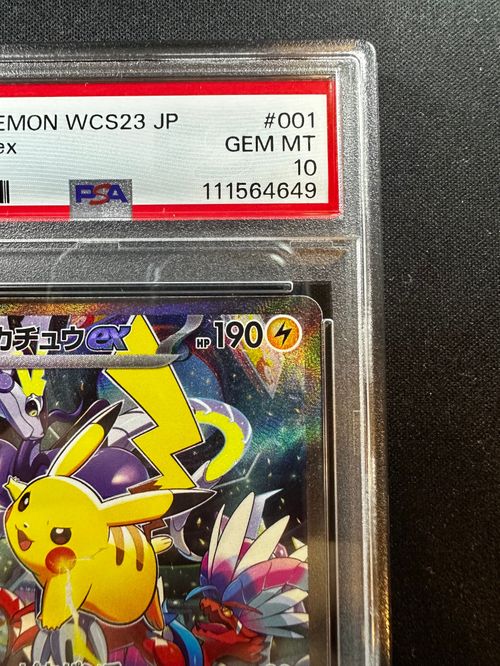 EMON WCS23 JP #001
ex GEM MT
10
PSA 111564649
カチュウex HP 190